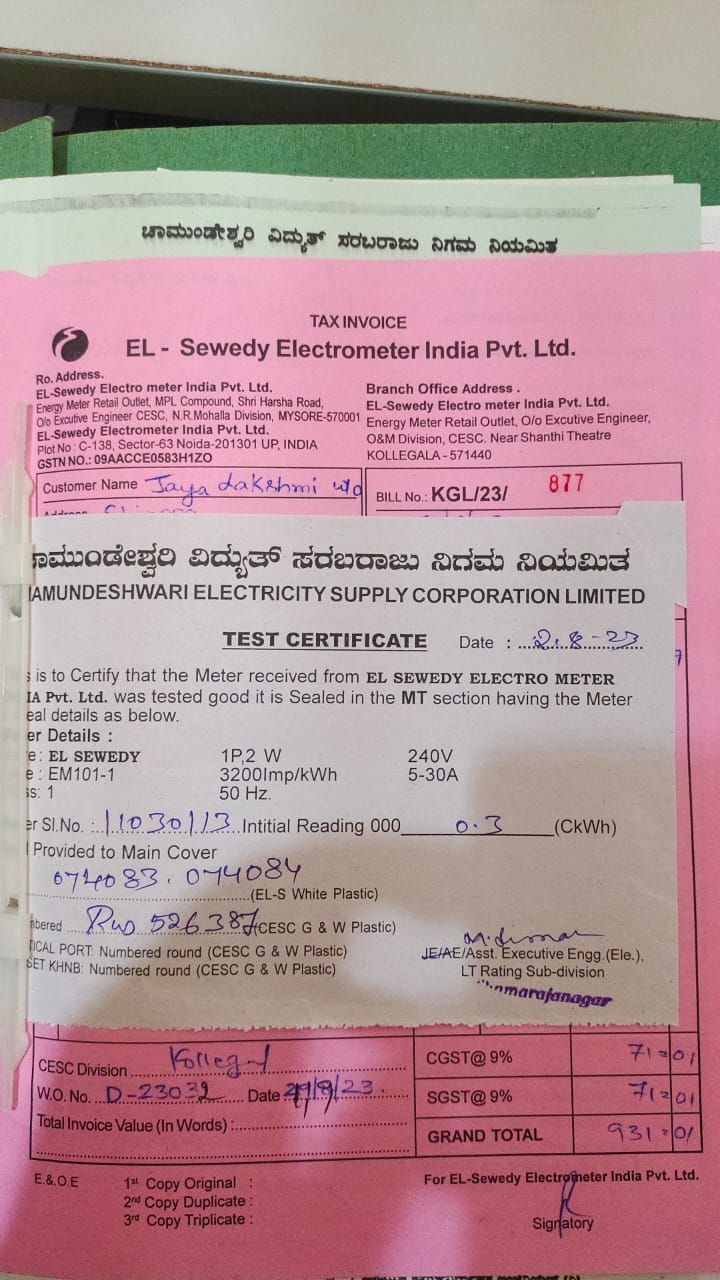 ಚಾಮುಂಡೇಶ್ವರಿ ವಿದ್ಯುತ್ ಸರಬರಾಜು ನಿಗಮ ನಿಯಮಿತ
TAX INVOICE
EL - Sewedy Electrometer India Pvt. Ltd.
Ro. Address.
EL-Sewedy Electro meter India Pvt. Ltd.
Energy Meter Retail Outlet, MPL Compound, Shri Harsha Road,
O/o Excutive Engineer CESC, N.R.Mohalla Division, MYSORE-570001
EL-Sewedy Electrometer India Pvt. Ltd.
Plot No : C-138, Sector-63 Noida-201301 UP, INDIA
GSTN NO.: 09AACCE0583H1ZO
Branch Office Address .
EL-Sewedy Electro meter India Pvt. Ltd.
Energy Meter Retail Outlet, O/o Excutive Engineer,
O&M Division, CESC. Near Shanthi Theatre
KOLLEGALA - 571440
Customer Name Jaya Lakshmi w/o
BILL No.: KGL/23/ 877
ಾಮುಂಡೇಶ್ವರಿ ವಿದ್ಯುತ್ ಸರಬರಾಜು ನಿಗಮ ನಿಯಮಿತ
AMUNDESHWARI ELECTRICITY SUPPLY CORPORATION LIMITED
TEST CERTIFICATE Date : 2.8-23
s is to Certify that the Meter received from EL SEWEDY ELECTRO METER
IA Pvt. Ltd. was tested good it is Sealed in the MT section having the Meter
eal details as below.
er Details :
e: EL SEWEDY 1P,2 W 240V
e : EM101-1 3200Imp/kWh 5-30A
ss: 1 50 Hz.
er Sl.No. : 11030113 Intitial Reading 000 0.3 (CkWh)
Provided to Main Cover
074083. 074084
(EL-S White Plastic)
nbered 526387 (CESC G & W Plastic)
TICAL PORT: Numbered round (CESC G & W Plastic)
SET KHNB: Numbered round (CESC G & W Plastic)
JE/AE/Asst. Executive Engg.(Ele.),
LT Rating Sub-division
hamarajanagar
CESC Division Kollegal
W.O. No. D-23032 Date 29/8/23.
Total Invoice Value (In Words) :
CGST@ 9% 71=01
SGST@ 9% 71=01
GRAND TOTAL 931=01
E.& O.E
1st Copy Original :
2nd Copy Duplicate :
3rd Copy Triplicate :
For EL-Sewedy Electrometer India Pvt. Ltd.
Signatory